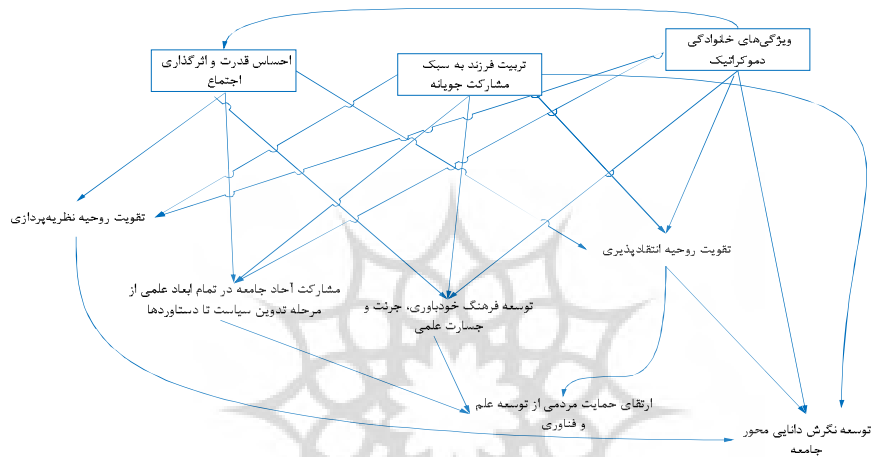 ویژگی‌های خانوادگی
دموکراتیک
تربیت فرزند به سبک
مشارکت جویانه
احساس قدرت و اثرگذاری
اجتماع
تقویت روحیه انتقادپذیری
تقویت روحیه نظریه‌پردازی
توسعه فرهنگ خودباوری، جرئت و
جسارت علمی
مشارکت آحاد جامعه در تمام ابعاد علمی از
مرحله تدوین سیاست تا دستاوردها
توسعه نگرش دانایی محور
جامعه
ارتقای حمایت مردمی از توسعه علم
و فناوری